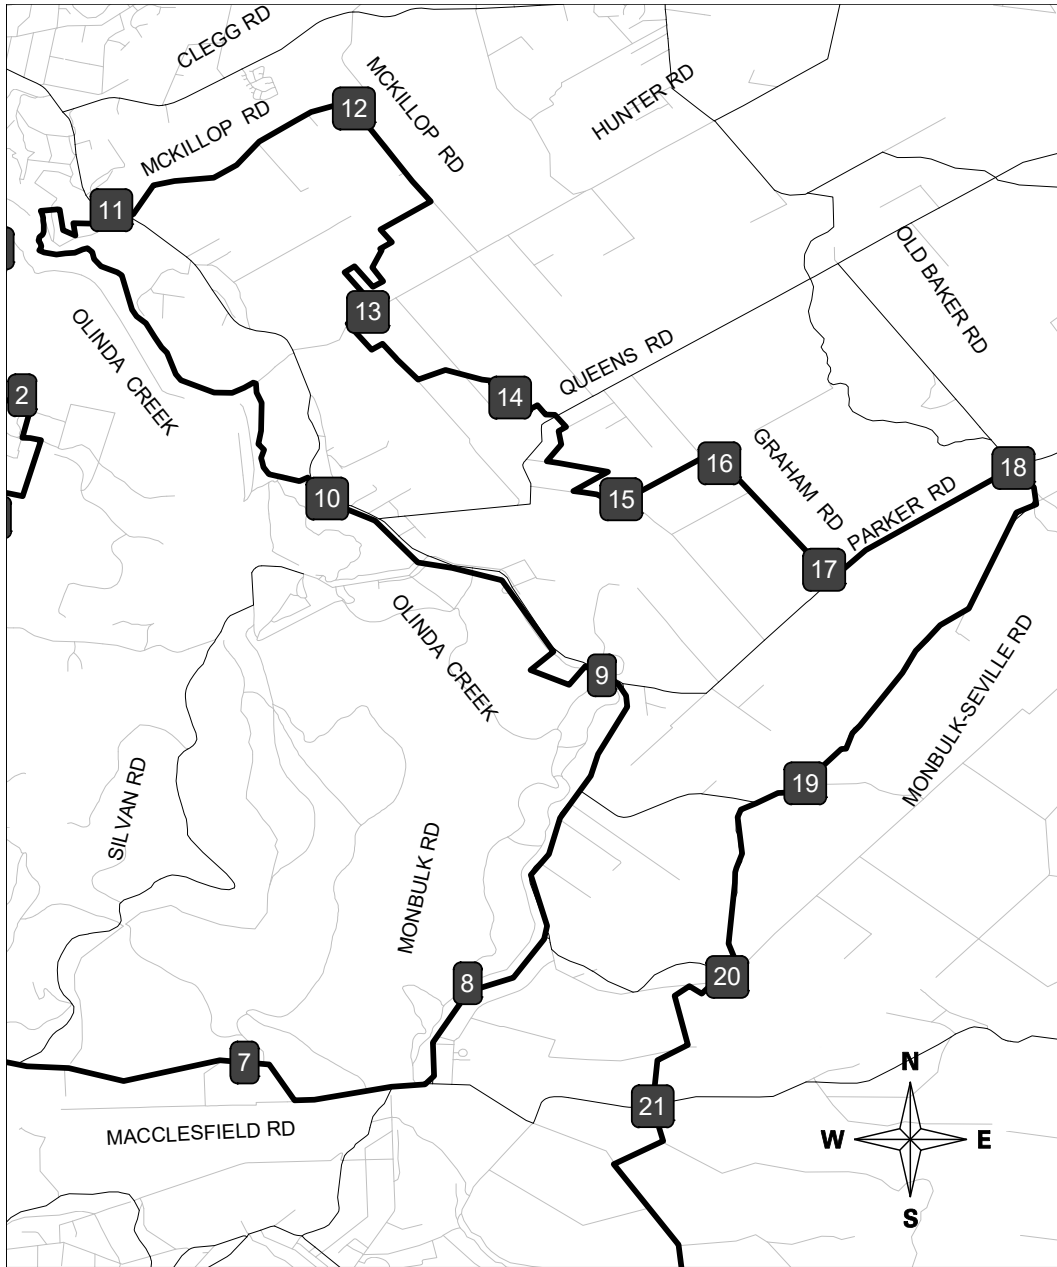 CLEGG RD
MCKILLOP RD
HUNTER RD
12
MCKILLOP RD
11
OLD BAKER RD
13
OLINDA CREEK
QUEENS RD
2
14
16
GRAHAM RD
18
15
10
PARKER RD
17
OLINDA CREEK
9
MONBULK-SEVILLE RD
19
SILVAN RD
MONBULK RD
8
20
7
N
21
MACCLESFIELD RD
W
E
S